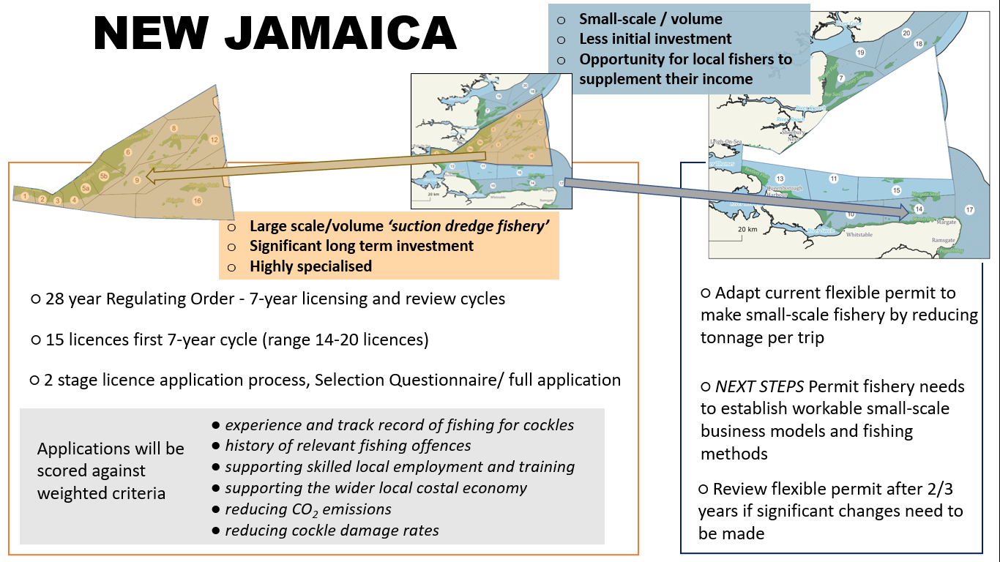 NEW JAMAICA
○ Small-scale / volume
○ Less initial investment
○ Opportunity for local fishers to
supplement their income
1
2
3
4
5a
5b
6
8
9
12
16
20 km
○ Large scale/volume ‘suction dredge fishery’
○ Significant long term investment
○ Highly specialised
20
18
19
7
River Roach
Shoebury
Ness
Leigh-On-Sea
13
11
15
Queenborough
Harbour
10
14
17
Margate
Whitstable
Ramsgate
20 km
○ 28 year Regulating Order - 7-year licensing and review cycles
○ 15 licences first 7-year cycle (range 14-20 licences)
○ 2 stage licence application process, Selection Questionnaire/ full application
Applications will be
scored against
weighted criteria
● experience and track record of fishing for cockles
● history of relevant fishing offences
● supporting skilled local employment and training
● supporting the wider local costal economy
● reducing CO₂ emissions
● reducing cockle damage rates
○ Adapt current flexible permit to
make small-scale fishery by reducing
tonnage per trip
○ NEXT STEPS Permit fishery needs
to establish workable small-scale
business models and fishing
methods
○ Review flexible permit after 2/3
years if significant changes need to
be made